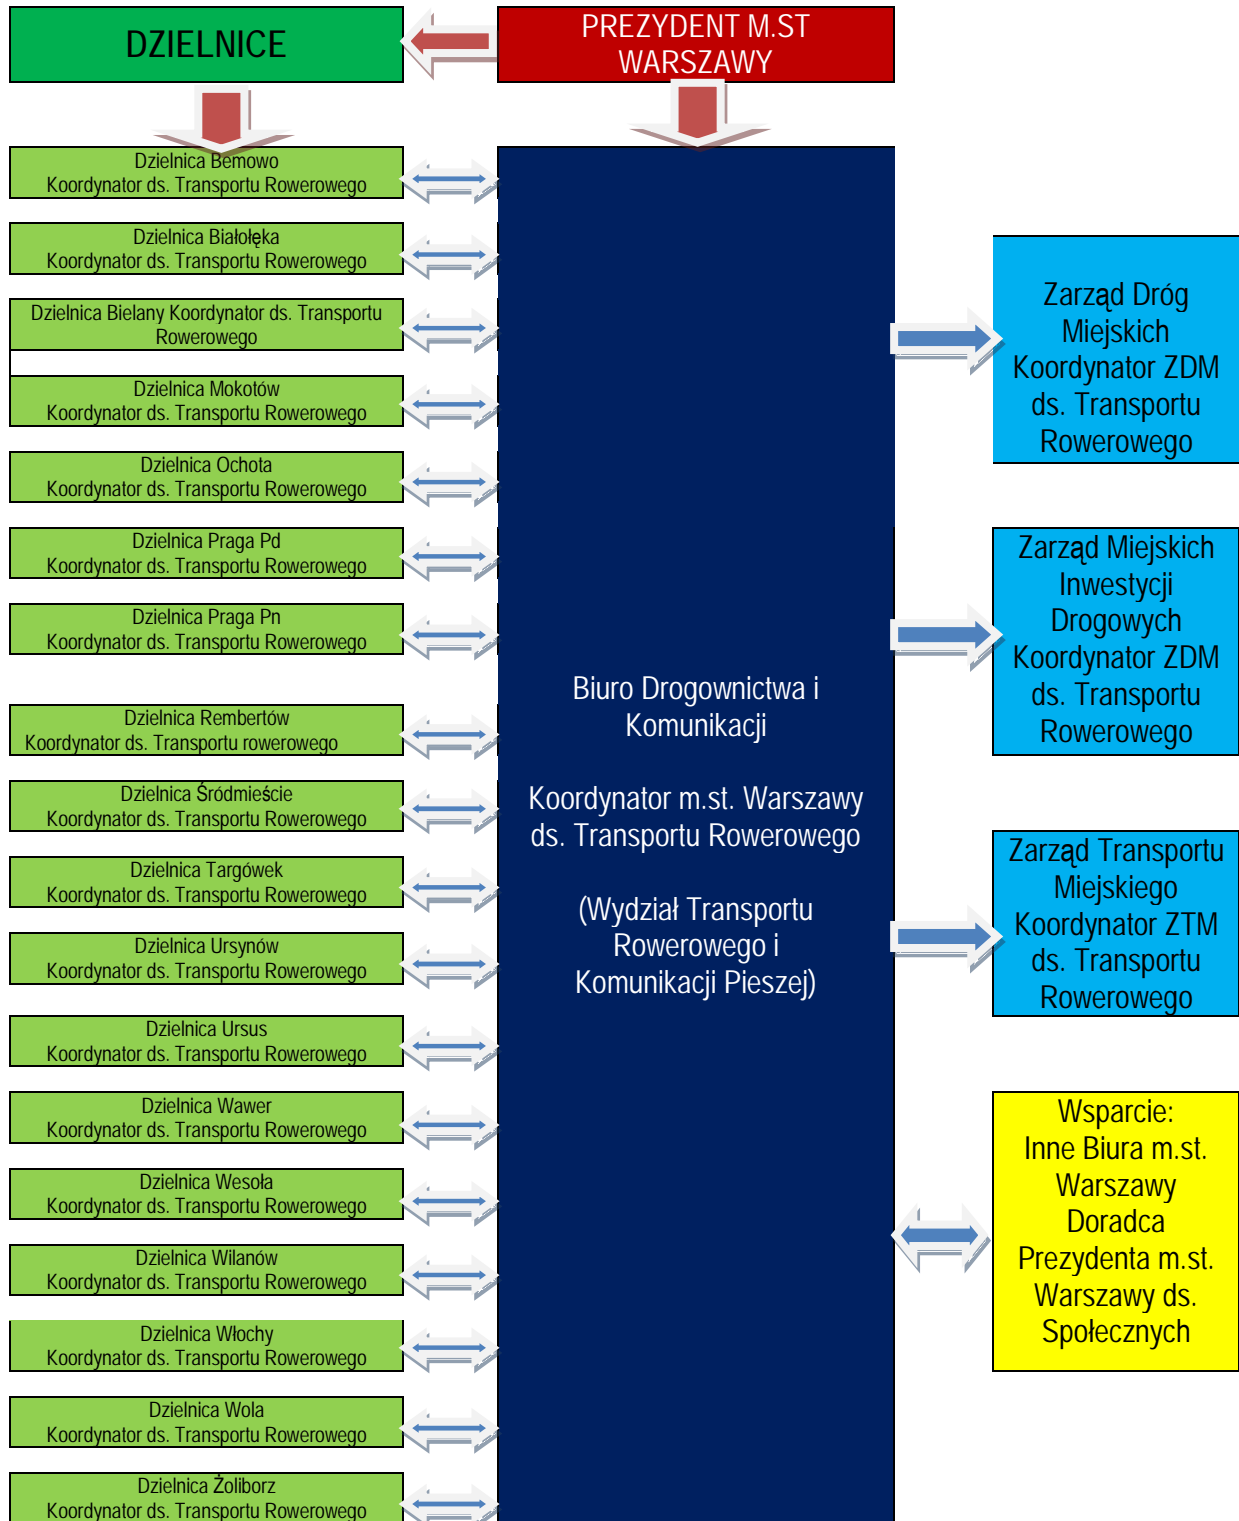 DZIELNICE
PREZYDENT M.ST
WARSZAWY
Dzielnica Bemowo
Koordynator ds. Transportu Rowerowego
Dzielnica Białołęka
Koordynator ds. Transportu Rowerowego
Dzielnica Bielany Koordynator ds. Transportu
Rowerowego
Dzielnica Mokotów
Koordynator ds. Transportu Rowerowego
Dzielnica Ochota
Koordynator ds. Transportu Rowerowego
Dzielnica Praga Pd
Koordynator ds. Transportu Rowerowego
Dzielnica Praga Pn
Koordynator ds. Transportu Rowerowego
Dzielnica Rembertów
Koordynator ds. Transportu rowerowego
Dzielnica Śródmieście
Koordynator ds. Transportu Rowerowego
Dzielnica Targówek
Koordynator ds. Transportu Rowerowego
Dzielnica Ursynów
Koordynator ds. Transportu Rowerowego
Dzielnica Ursus
Koordynator ds. Transportu Rowerowego
Dzielnica Wawer
Koordynator ds. Transportu Rowerowego
Dzielnica Wesoła
Koordynator ds. Transportu Rowerowego
Dzielnica Wilanów
Koordynator ds. Transportu Rowerowego
Dzielnica Włochy
Koordynator ds. Transportu Rowerowego
Dzielnica Wola
Koordynator ds. Transportu Rowerowego
Dzielnica Żoliborz
Koordynator ds. Transportu Rowerowego
Biuro Drogownictwa i
Komunikacji
Koordynator m.st. Warszawy
ds. Transportu Rowerowego
(Wydział Transportu
Rowerowego i
Komunikacji Pieszej)
Zarząd Dróg
Miejskich
Koordynator ZDM
ds. Transportu
Rowerowego
Zarząd Miejskich
Inwestycji
Drogowych
Koordynator ZDM
ds. Transportu
Rowerowego
Zarząd Transportu
Miejskiego
Koordynator ZTM
ds. Transportu
Rowerowego
Wsparcie:
Inne Biura m.st.
Warszawy
Doradca
Prezydenta m.st.
Warszawy ds.
Społecznych